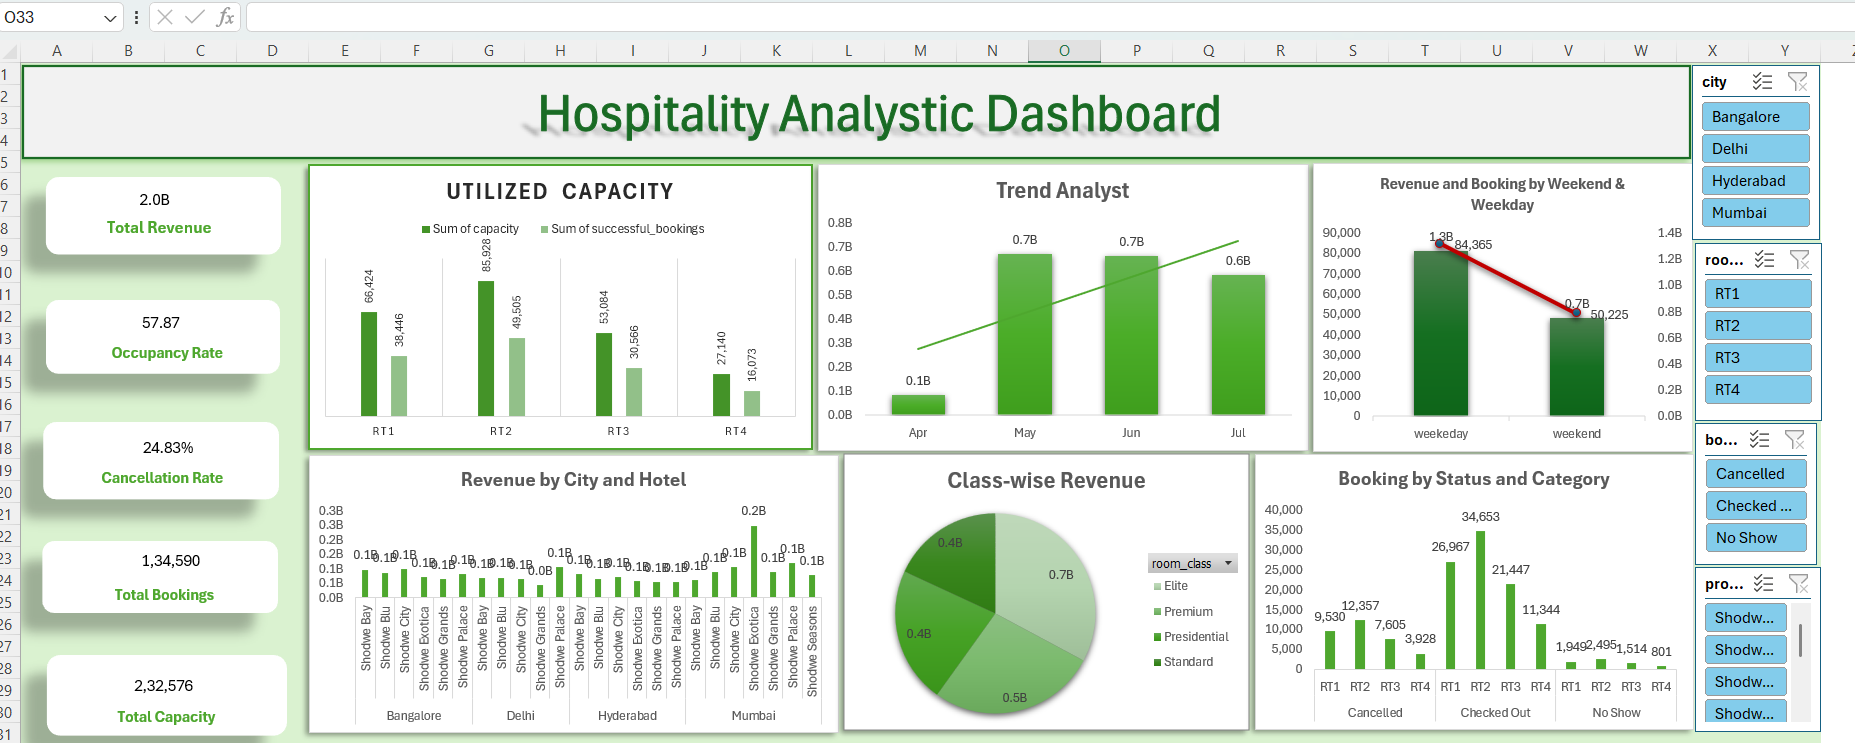 O33
fx
A B C D E F G H I J K L M N O P Q R S T U V W X Y
1
2
3
4
5
6
7
8
9
10
11
12
13
14
15
16
17
18
19
20
21
22
23
24
25
26
27
28
29
30
31
Hospitality Analystic Dashboard
2.0B
Total Revenue
57.87
Occupancy Rate
24.83%
Cancellation Rate
1,34,590
Total Bookings
2,32,576
Total Capacity
UTILIZED CAPACITY
Sum of capacity Sum of successful_bookings
66,424 38,446 85,928 49,505 53,084 30,566 27,140 16,073
RT1 RT2 RT3 RT4
Trend Analyst
0.8B
0.7B
0.6B
0.5B
0.4B
0.3B
0.2B
0.1B
0.0B
0.1B 0.7B 0.7B 0.6B
Apr May Jun Jul
Revenue and Booking by Weekend &
Weekday
90,000
80,000
70,000
60,000
50,000
40,000
30,000
20,000
10,000
0
1.3B 84,365
0.7B 50,225
1.4B
1.2B
1.0B
0.8B
0.6B
0.4B
0.2B
0.0B
weekeday weekend
Revenue by City and Hotel
0.3B
0.3B
0.2B
0.2B
0.1B
0.1B
0.0B
0.1B 0.1B 0.1B 0.1B 0.1B 0.1B 0.1B 0.1B 0.0B 0.1B 0.1B 0.1B 0.1B 0.1B 0.1B 0.1B 0.1B 0.1B 0.2B 0.1B 0.1B 0.1B
Shodwe Bay
Shodwe Blu
Shodwe City
Shodwe Exotica
Shodwe Grands
Shodwe Palace
Shodwe Bay
Shodwe Blu
Shodwe City
Shodwe Grands
Shodwe Palace
Shodwe Bay
Shodwe Blu
Shodwe City
Shodwe Exotica
Shodwe Grands
Shodwe Palace
Shodwe Bay
Shodwe Blu
Shodwe City
Shodwe Exotica
Shodwe Grands
Shodwe Palace
Shodwe Seasons
Bangalore Delhi Hyderabad Mumbai
Class-wise Revenue
0.4B
0.7B
0.4B
0.5B
room_class
Elite
Premium
Presidential
Standard
Booking by Status and Category
40,000
35,000
30,000
25,000
20,000
15,000
10,000
5,000
0
9,530 12,357 7,605 3,928 26,967 34,653 21,447 11,344 1,949 2,495 1,514 801
RT1 RT2 RT3 RT4 RT1 RT2 RT3 RT4 RT1 RT2 RT3 RT4
Cancelled Checked Out No Show
city
Bangalore
Delhi
Hyderabad
Mumbai
roo...
RT1
RT2
RT3
RT4
bo...
Cancelled
Checked ...
No Show
pro...
Shodw...
Shodw...
Shodw...
Shodw...